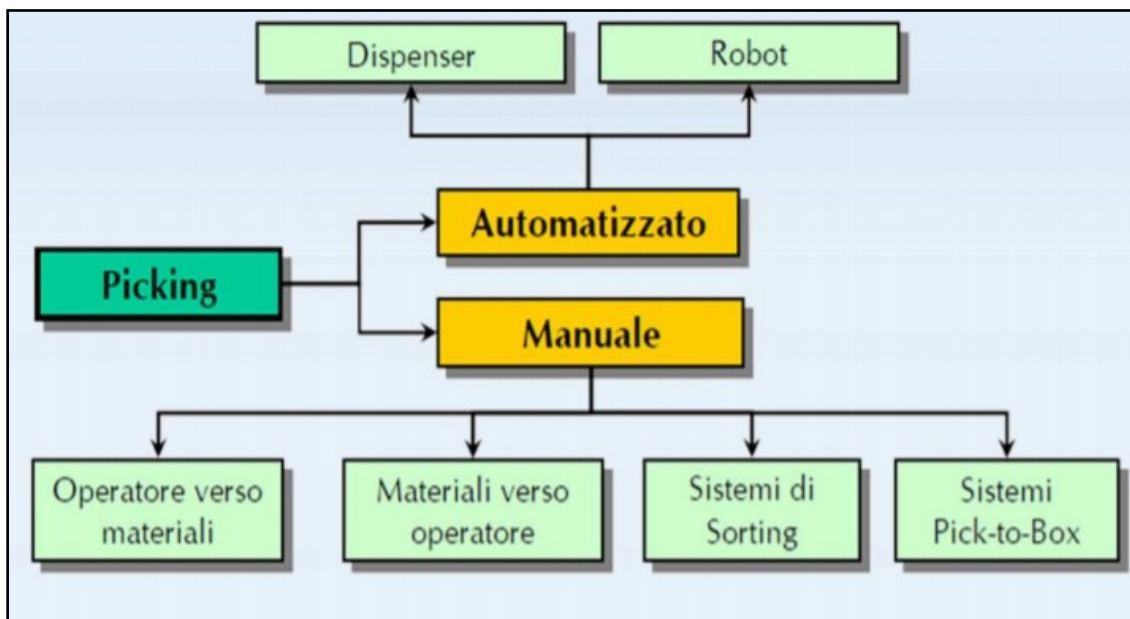 Dispenser
Robot
Automatizzato
Picking
Manuale
Operatore verso
materiali
Materiali verso
operatore
Sistemi di
Sorting
Sistemi
Pick-to-Box